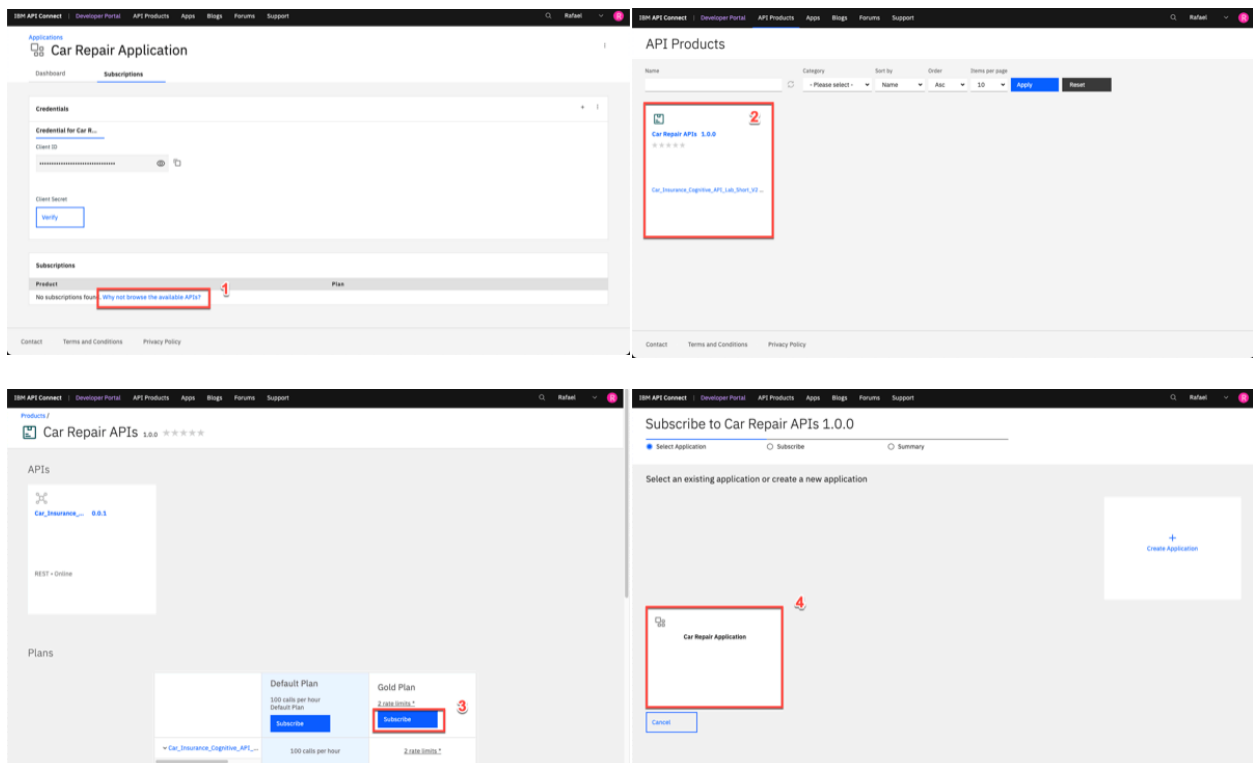 IBM API Connect | Developer Portal API Products Apps Blogs Forums Support Rafael R
Applications
Car Repair Application
Dashboard Subscriptions
Credentials
Credential for Car R...
Client ID
Client Secret
Verify
Subscriptions
Product Plan
No subscriptions found. Why not browse the available APIs?
1
Contact Terms and Conditions Privacy Policy
IBM API Connect | Developer Portal API Products Apps Blogs Forums Support Rafael R
API Products
Name Category Sort by Order Items per page
- Please select - Name Asc 10 Apply Reset
2
Car Repair APIs 1.0.0
Car_Insurance_Cognitive_API_Lab_Short_V2 ...
Contact Terms and Conditions Privacy Policy
IBM API Connect | Developer Portal API Products Apps Blogs Forums Support Rafael R
Products /
Car Repair APIs 1.0.0
APIs
Car_Insurance_... 0.0.1
REST • Online
Plans
Default Plan
100 calls per hour
Default Plan
Subscribe
Gold Plan
2 rate limits *
Subscribe
3
Car_Insurance_Cognitive_API_... 100 calls per hour 2 rate limits *
IBM API Connect | Developer Portal API Products Apps Blogs Forums Support Rafael R
Subscribe to Car Repair APIs 1.0.0
Select Application Subscribe Summary
Select an existing application or create a new application
+
Create Application
4
Car Repair Application
Cancel